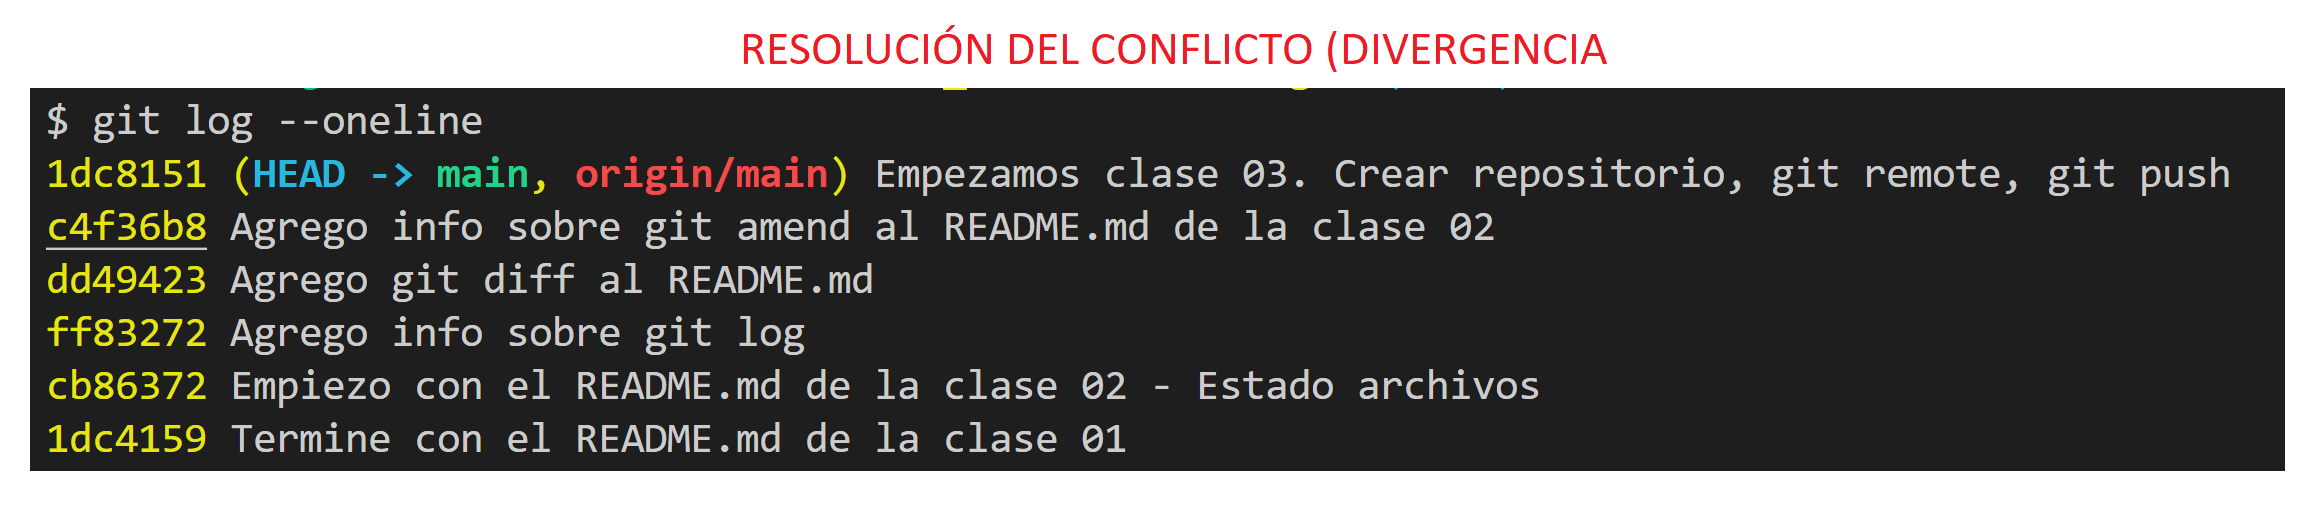 RESOLUCIÓN DEL CONFLICTO (DIVERGENCIA
$ git log --oneline
1dc8151 (HEAD -> main, origin/main) Empezamos clase 03. Crear repositorio, git remote, git push
c4f36b8 Agrego info sobre git amend al README.md de la clase 02
dd49423 Agrego git diff al README.md
ff83272 Agrego info sobre git log
cb86372 Empiezo con el README.md de la clase 02 - Estado archivos
1dc4159 Termine con el README.md de la clase 01